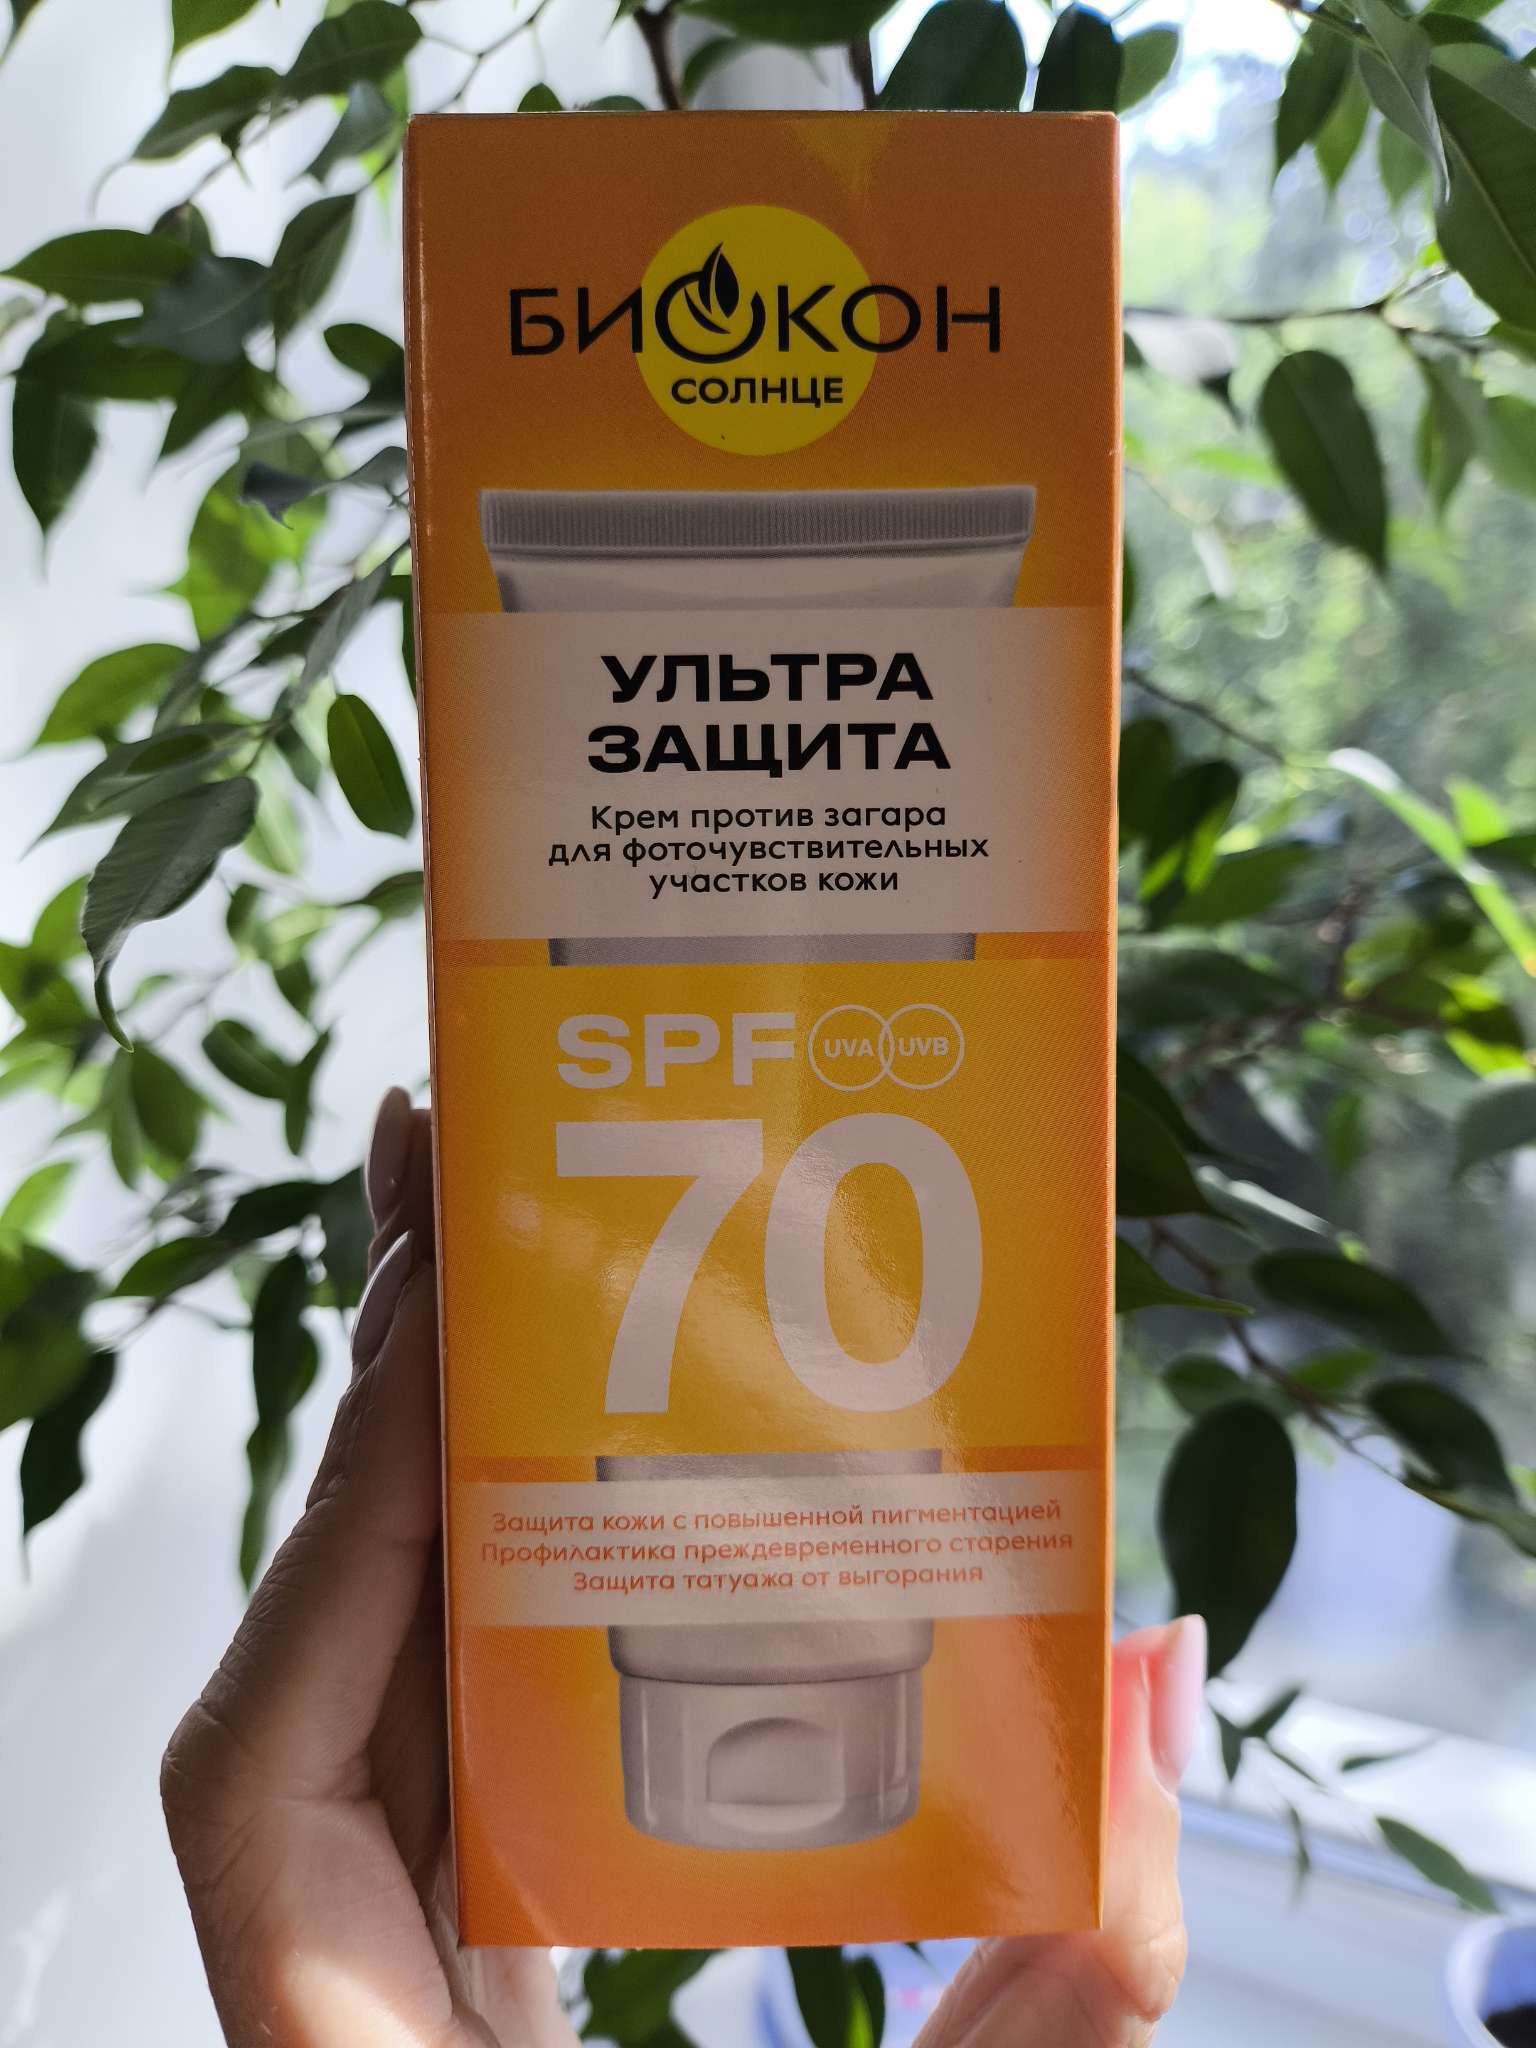 БИОКОН
СОЛНЦЕ
УЛЬТРА
ЗАЩИТА
Крем против загара
для фоточувствительных
участков кожи
SPF UVA UVB
70
Защита кожи с повышенной пигментацией
Профилактика преждевременного старения
Защита татуажа от выгорания